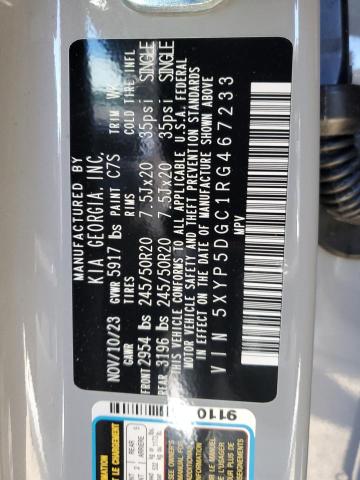 MANUFACTURED BY
KIA GEORGIA, INC.
NOV/10/23 GVWR 5917 lbs PAINT C7S TRIM WK
GAWR TIRES RIMS COLD TIRE INFL
FRONT 2954 lbs 245/50R20 7.5Jx20 35psi SINGLE
REAR 3196 lbs 245/50R20 7.5Jx20 35psi SINGLE
THIS VEHICLE CONFORMS TO ALL APPLICABLE U.S.A. FEDERAL
MOTOR VEHICLE SAFETY AND THEFT PREVENTION STANDARDS
IN EFFECT ON THE DATE OF MANUFACTURE SHOWN ABOVE
VIN 5XYP5DGC1RG467233
MPV
9110
LE CHARGEMENT